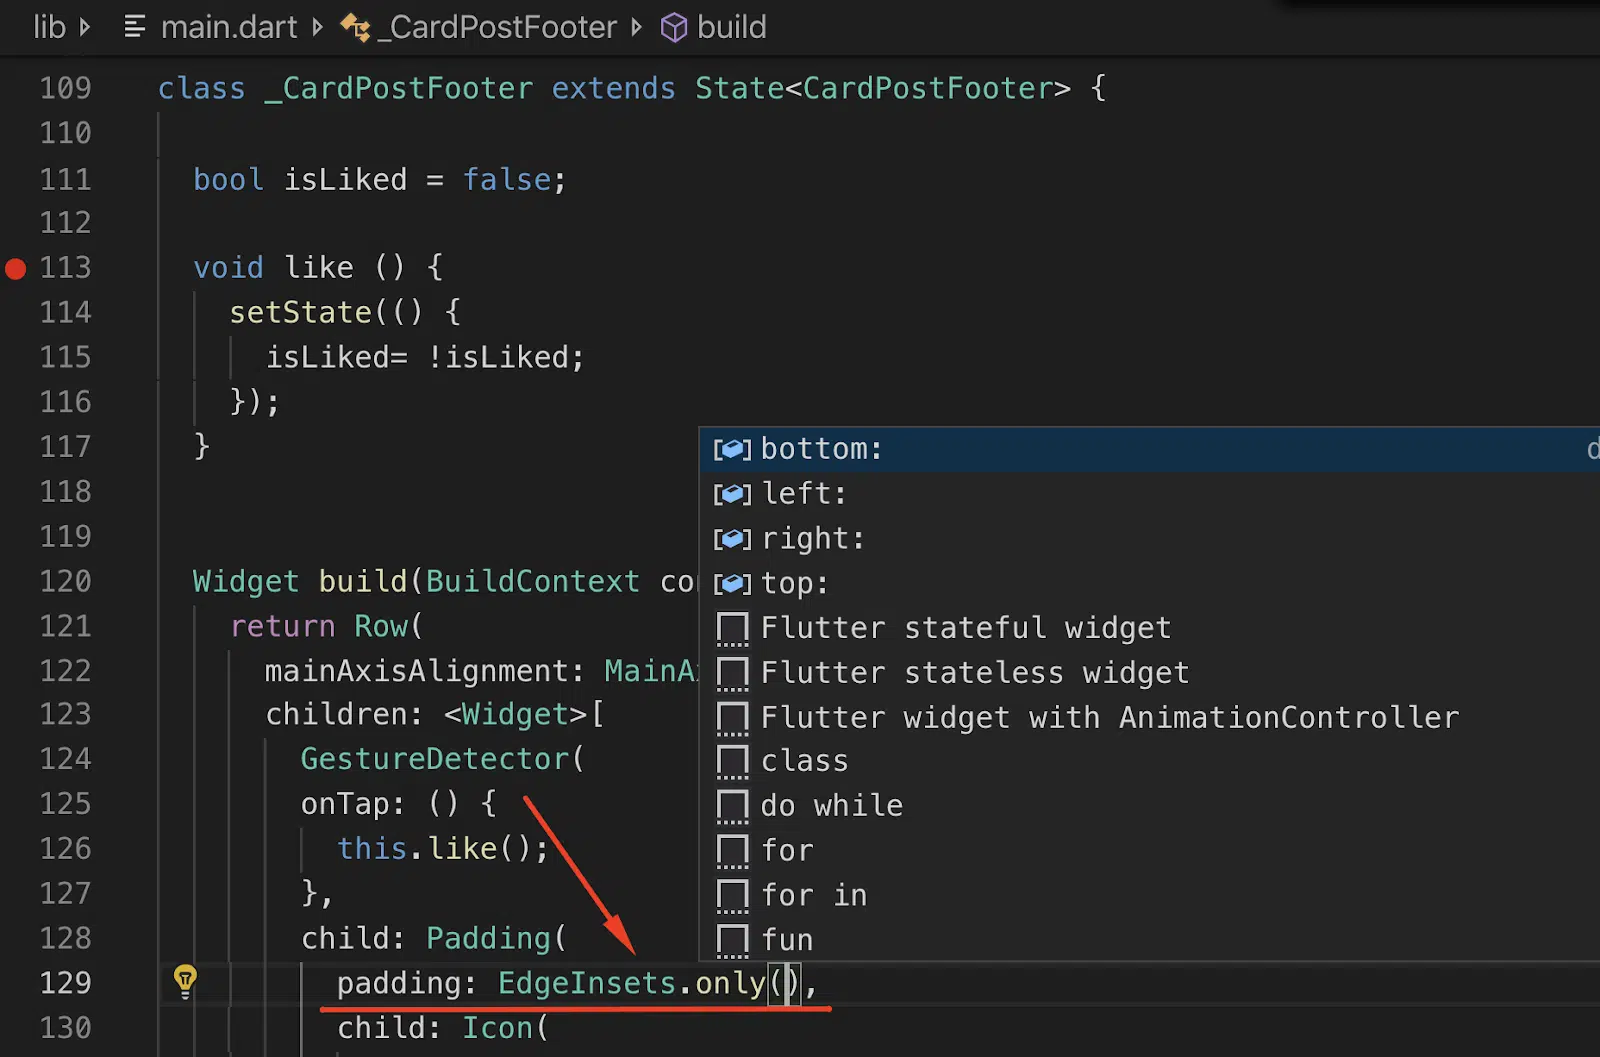 lib main.dart _CardPostFooter build
109 class _CardPostFooter extends State<CardPostFooter> {
110
111 bool isLiked = false;
112
113 void like () {
114 setState(() {
115 isLiked= !isLiked;
116 });
117 }
118
119
120 Widget build(BuildContext co
121 return Row(
122 mainAxisAlignment: MainA
123 children: <Widget>[
124 GestureDetector(
125 onTap: () {
126 this.like();
127 },
128 child: Padding(
129 padding: EdgeInsets.only(),
130 child: Icon(
bottom: d
left:
right:
top:
Flutter stateful widget
Flutter stateless widget
Flutter widget with AnimationController
class
do while
for
for in
fun